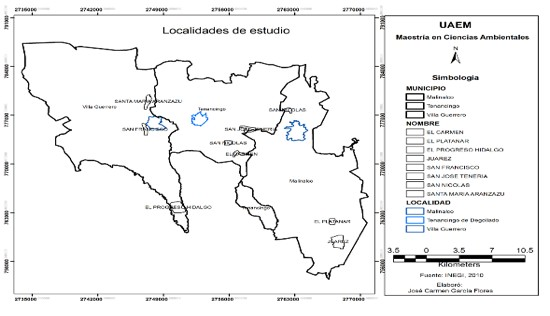 Localidades de estudio
SANTA MARIA ARANZAZU
Villa Guerrero
Tenancingo
SAN NICOLAS
SAN FRANCISCO
SAN NICOLAS
Malinalco
EL PROGRESO HIDALGO
Tenancingo
EL PLATANAR
JUAREZ
2742000
2749000
2756000
2763000
2770000
UAEM
Maestría en Ciencias Ambientales
N
Simbología
MUNICIPIO
Malinalco
Tenancingo
Villa Guerrero
NOMBRE
EL CARMEN
EL PLATANAR
EL PROGRESO HIDALGO
JUAREZ
SAN FRANCISCO
SAN JOSE TENERIA
SAN NICOLAS
SANTA MARIA ARANZAZU
LOCALIDAD
Malinalco
Tenancingo de Degollado
Villa Guerrero
3.5 0 3.5 7 10.5
Kilometers
Fuente: INEGI, 2010
Elaboró:
José Carmen García Flores